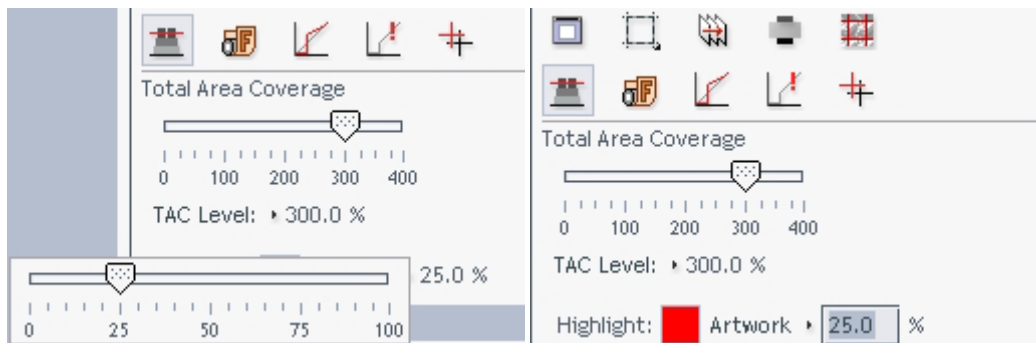 Total Area Coverage
0 100 200 300 400
TAC Level: 300.0 %
25.0 %
0 25 50 75 100
Total Area Coverage
0 100 200 300 400
TAC Level: 300.0 %
Highlight: Artwork 25.0 %